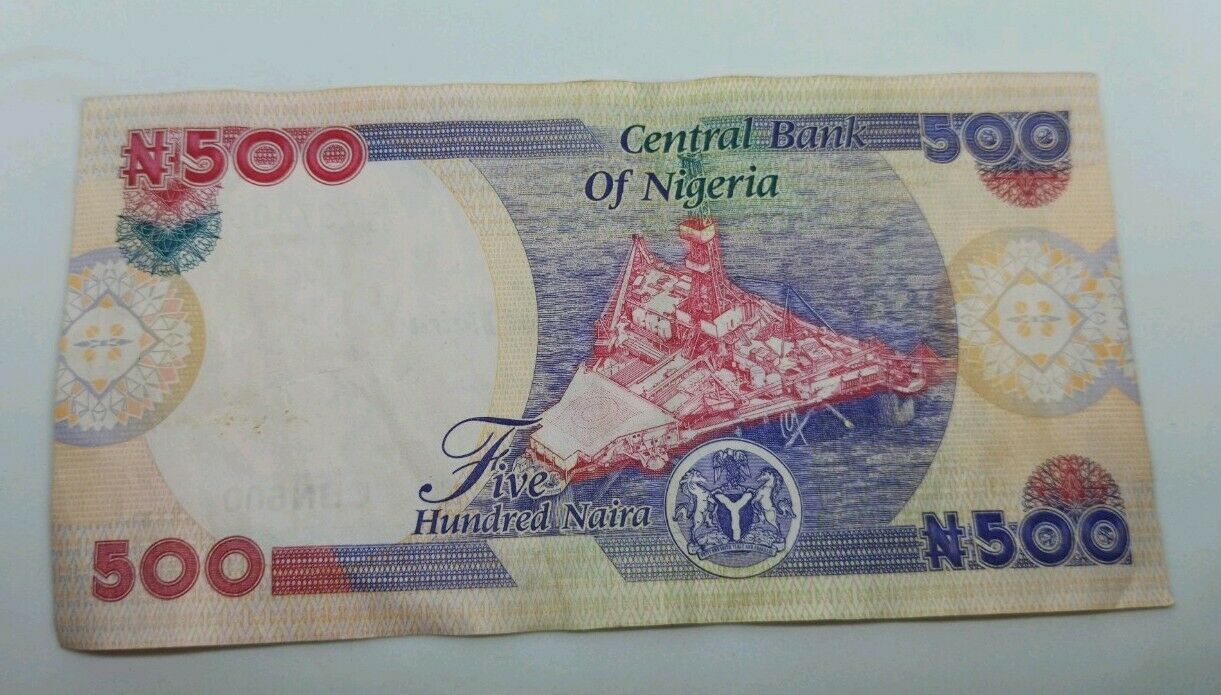 ₦500
Central Bank
Of Nigeria
500
Five
Hundred Naira
500
₦500